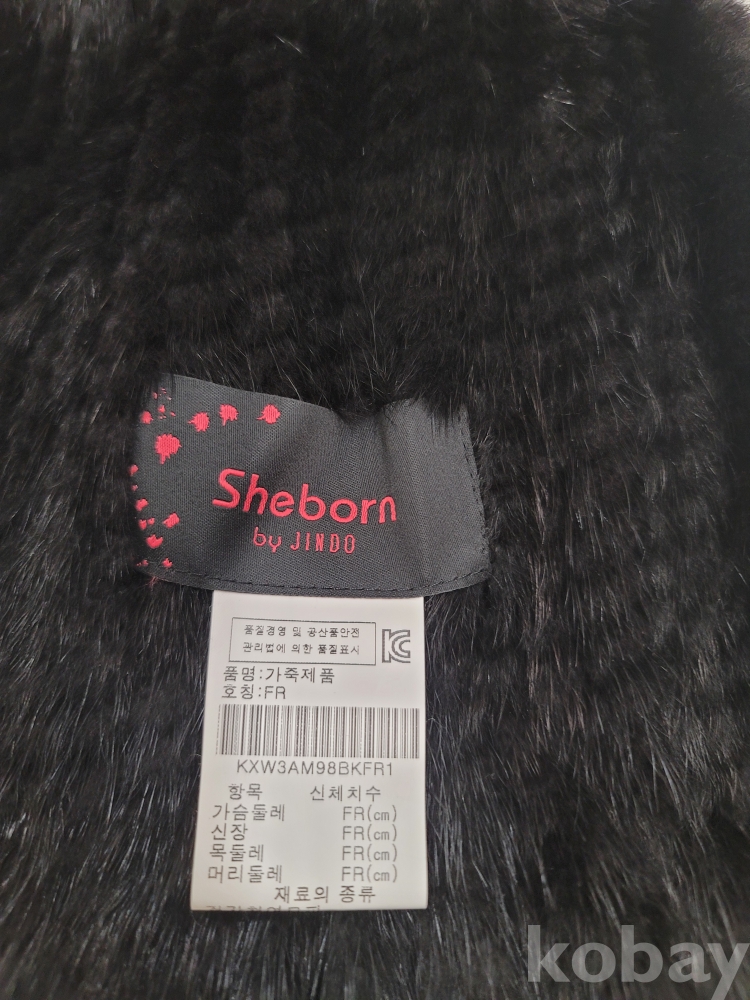 Sheborn
by JINDO
품질경영 및 공산품안전
관리법에 의한 품질표시
품명:가죽제품
호칭:FR
KXW3AM98BKFR1
항목 신체치수
가슴둘레 FR(cm)
신장 FR(cm)
목둘레 FR(cm)
머리둘레 FR(cm)
재료의 종류
kobay